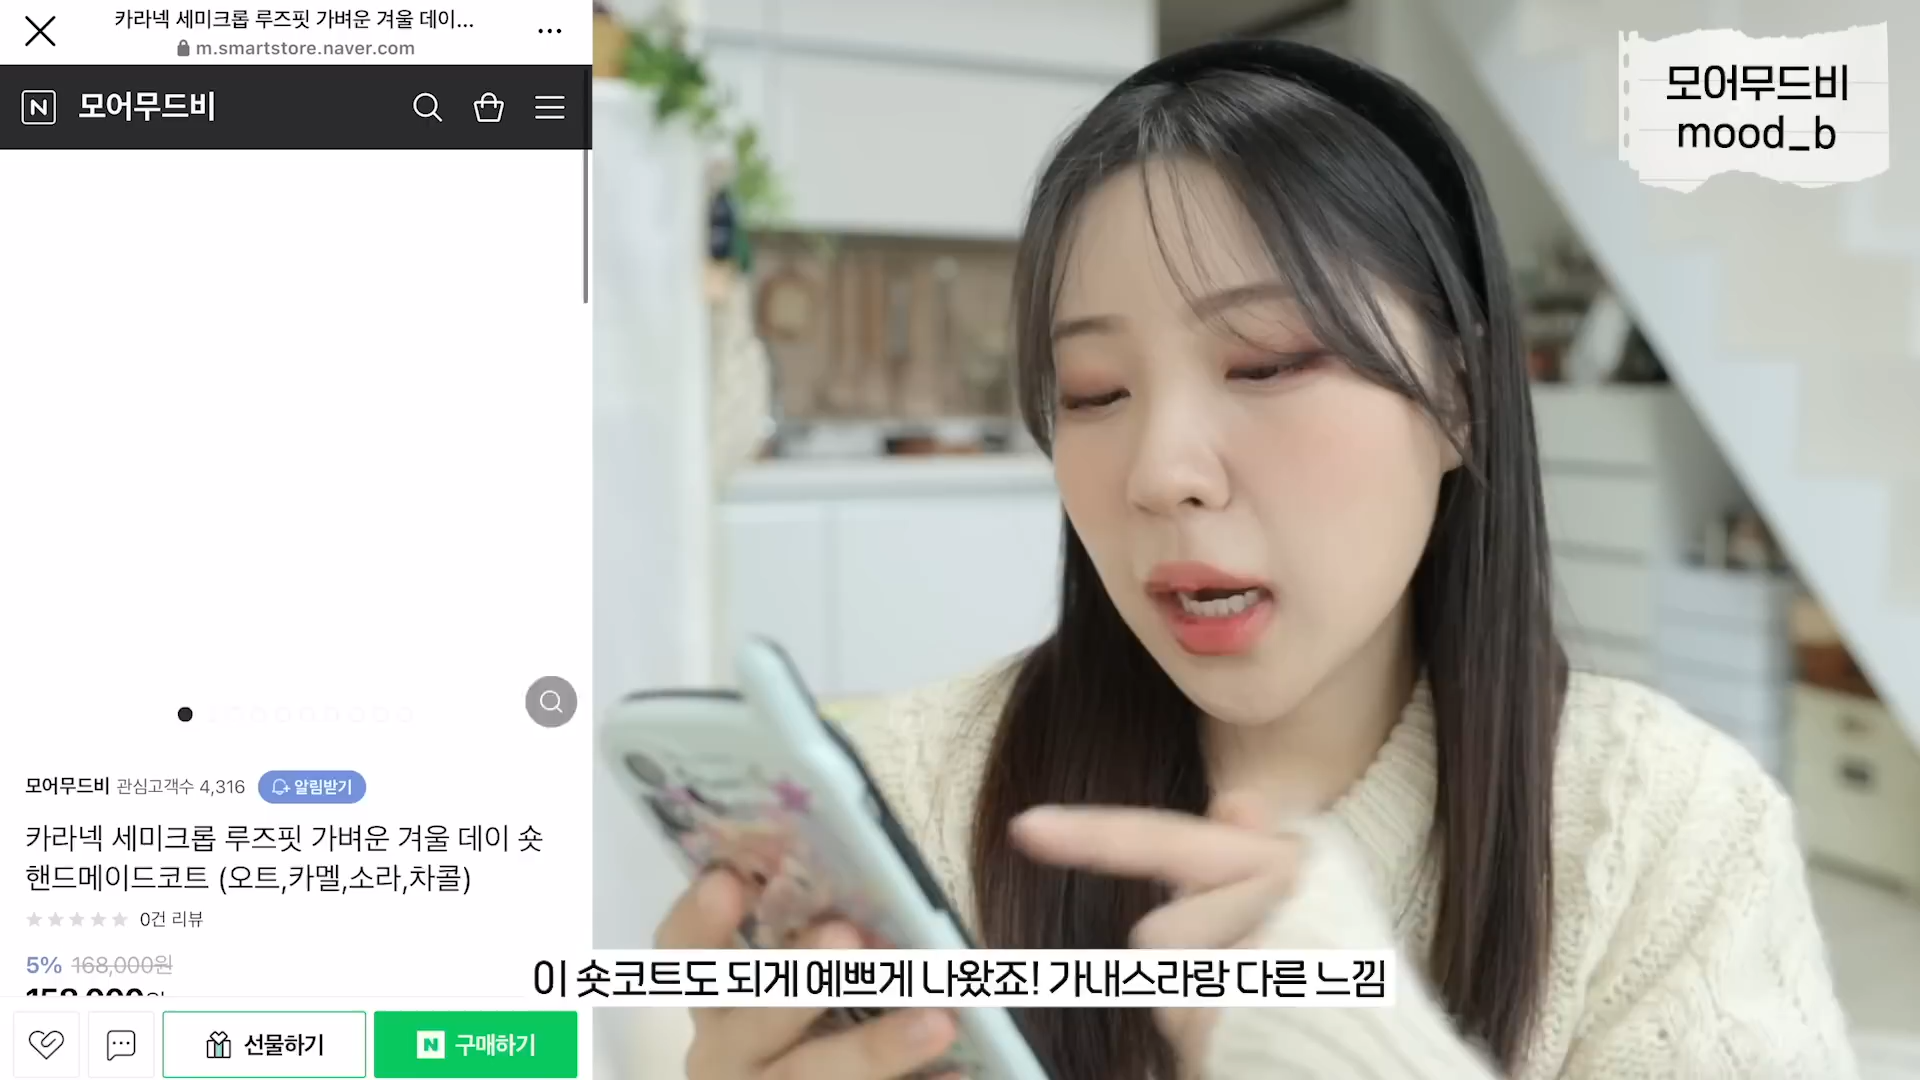 카라넥 세미크롭 루즈핏 가벼운 겨울 데이...
m.smartstore.naver.com
N 모어무드비
모어무드비
mood_b
모어무드비 관심고객수 4,316 알림받기
카라넥 세미크롭 루즈핏 가벼운 겨울 데이 숏
핸드메이드코트 (오트,카멜,소라,차콜)
0건 리뷰
5% 168,000원
이 숏코트도 되게 예쁘게 나왔죠! 가내스라랑 다른 느낌
선물하기
N 구매하기